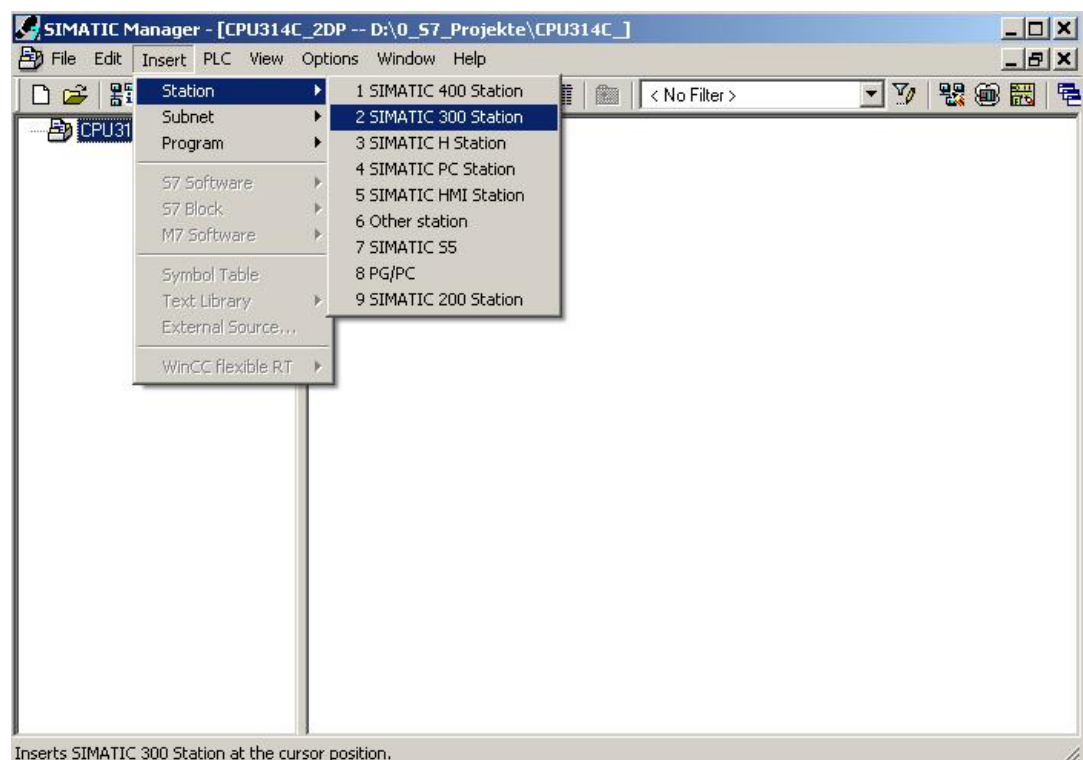 SIMATIC Manager - [CPU314C_2DP -- D:\0_S7_Projekte\CPU314C_]
File Edit Insert PLC View Options Window Help
< No Filter >
CPU31
Station
Subnet
Program
S7 Software
S7 Block
M7 Software
Symbol Table
Text Library
External Source...
WinCC flexible RT
1 SIMATIC 400 Station
2 SIMATIC 300 Station
3 SIMATIC H Station
4 SIMATIC PC Station
5 SIMATIC HMI Station
6 Other station
7 SIMATIC S5
8 PG/PC
9 SIMATIC 200 Station
Inserts SIMATIC 300 Station at the cursor position.